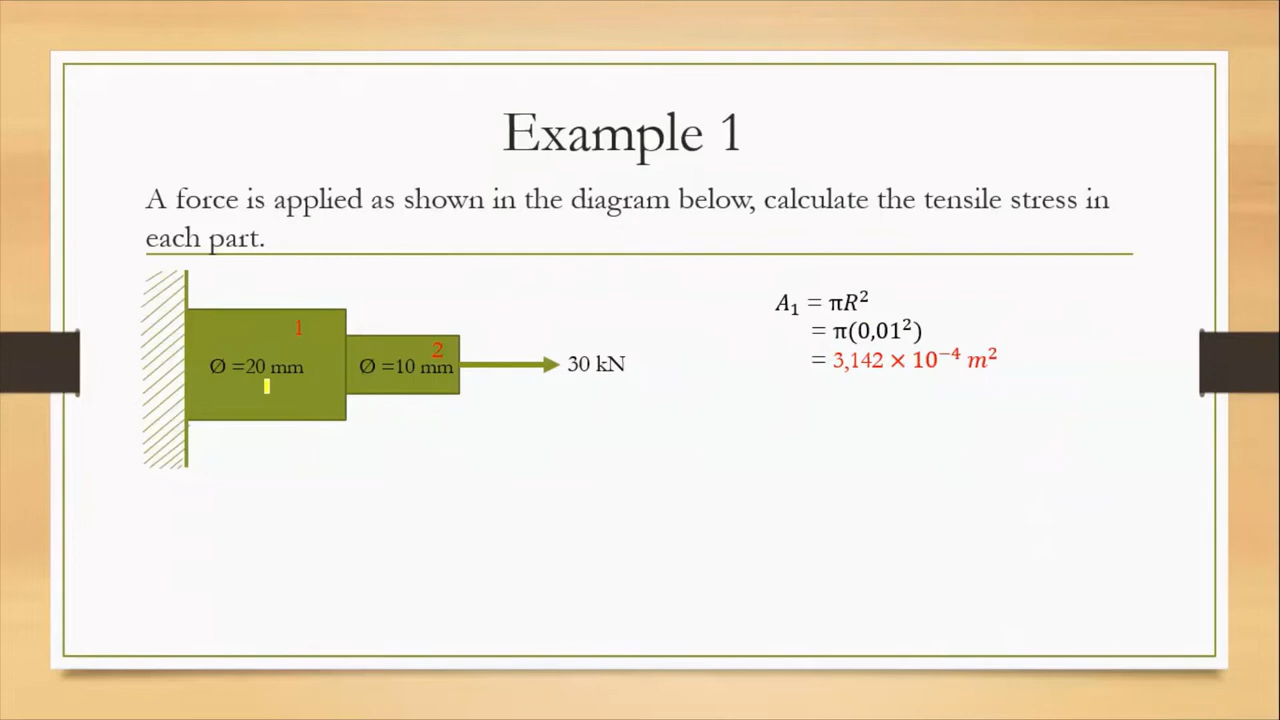 Example 1
A force is applied as shown in the diagram below, calculate the tensile stress in
each part.
1
Ø =20 mm
2
Ø =10 mm
30 kN
A₁ = πR²
= π(0,01²)
= 3,142 × 10⁻⁴ m²